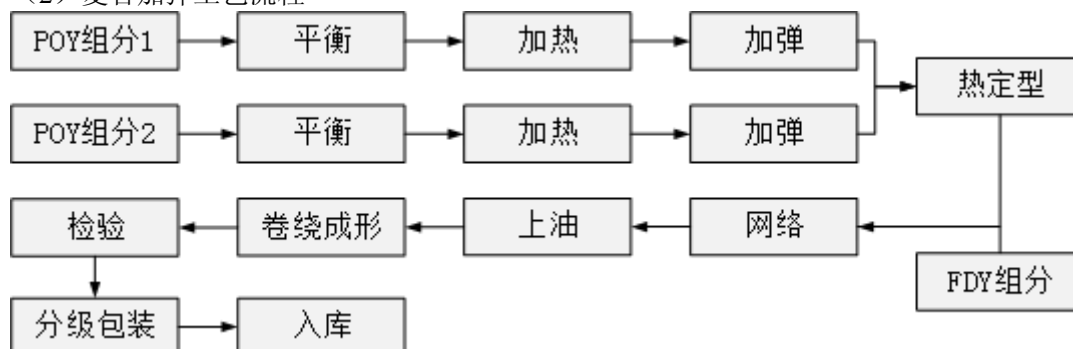 POY组分1
平衡
加热
加弹
POY组分2
平衡
加热
加弹
热定型
FDY组分
网络
上油
卷绕成形
检验
分级包装
入库